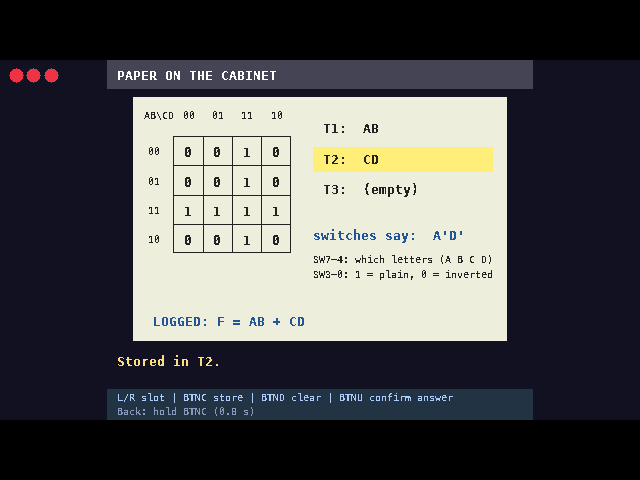 PAPER ON THE CABINET
AB\CD 00 01 11 10
00 0 0 1 0
01 0 0 1 0
11 1 1 1 1
10 0 0 1 0
T1: AB
T2: CD
T3: (empty)
switches say: A'D'
SW7-4: which letters (A B C D)
SW3-0: 1 = plain, 0 = inverted
LOGGED: F = AB + CD
Stored in T2.
L/R slot | BTNC store | BTND clear | BTNU confirm answer
Back: hold BTNC (0.8 s)